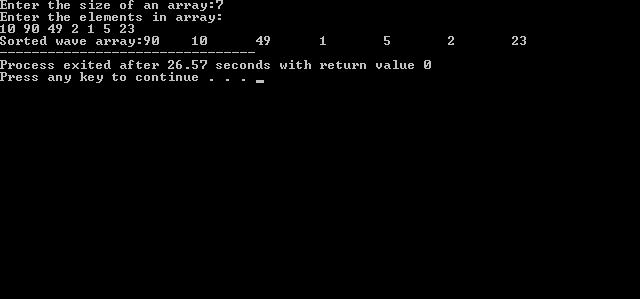 Enter the size of an array:7
Enter the elements in array:
10 90 49 2 1 5 23
Sorted wave array:90    10      49      1       5       2       23
--------------------------------
Process exited after 26.57 seconds with return value 0
Press any key to continue . . . _